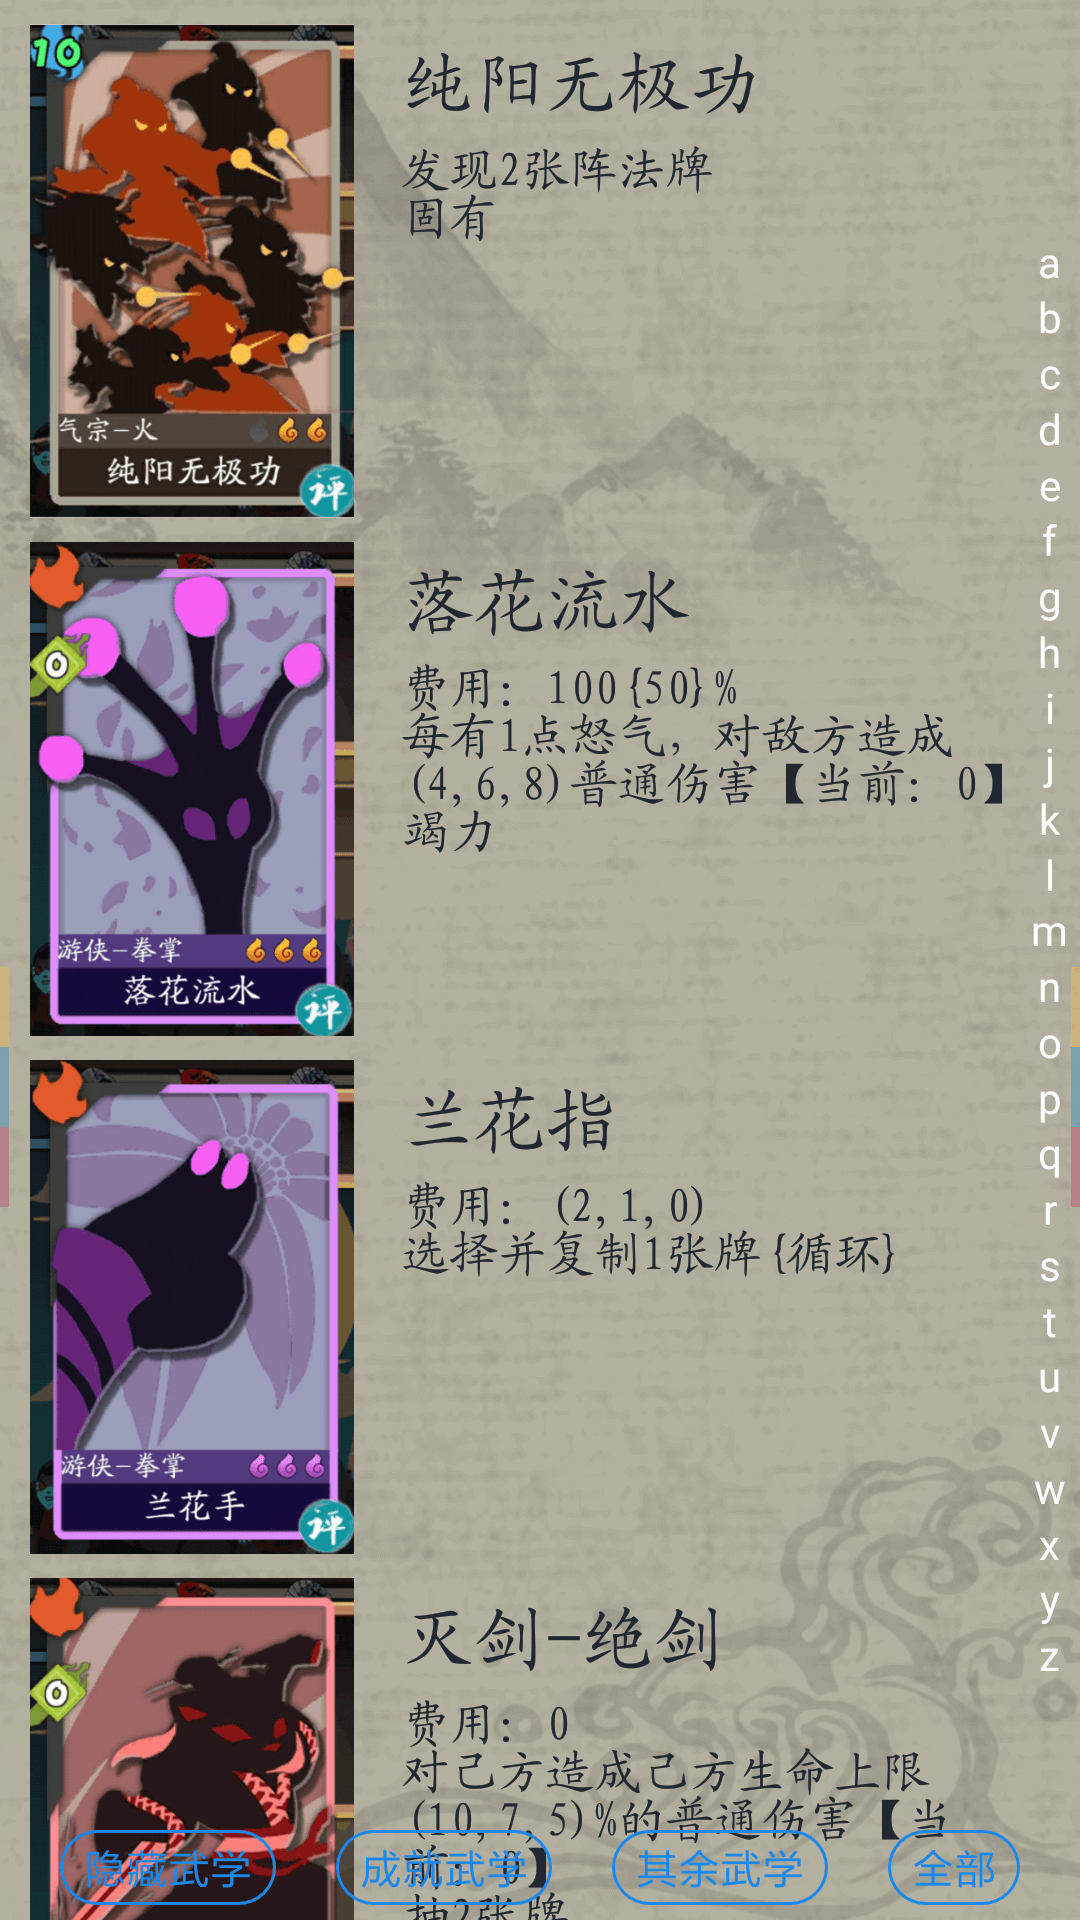 10
纯阳无极功
发现2张阵法牌
固有
气宗-火
纯阳无极功
评
落花流水
费用：100{50}%
0
每有1点怒气，对敌方造成
(4,6,8)普通伤害【当前：0】
竭力
游侠-拳掌
落花流水
评
兰花指
费用：(2,1,0)
选择并复制1张牌{循环}
游侠-拳掌
兰花手
评
灭剑-绝剑
0
费用：0
对己方造成己方生命上限
(10,7,5)%的普通伤害【当
前：0】
抽2张牌
隐藏武学
成就武学
其余武学
全部
a
b
c
d
e
f
g
h
i
j
k
l
m
n
o
p
q
r
s
t
u
v
w
x
y
z